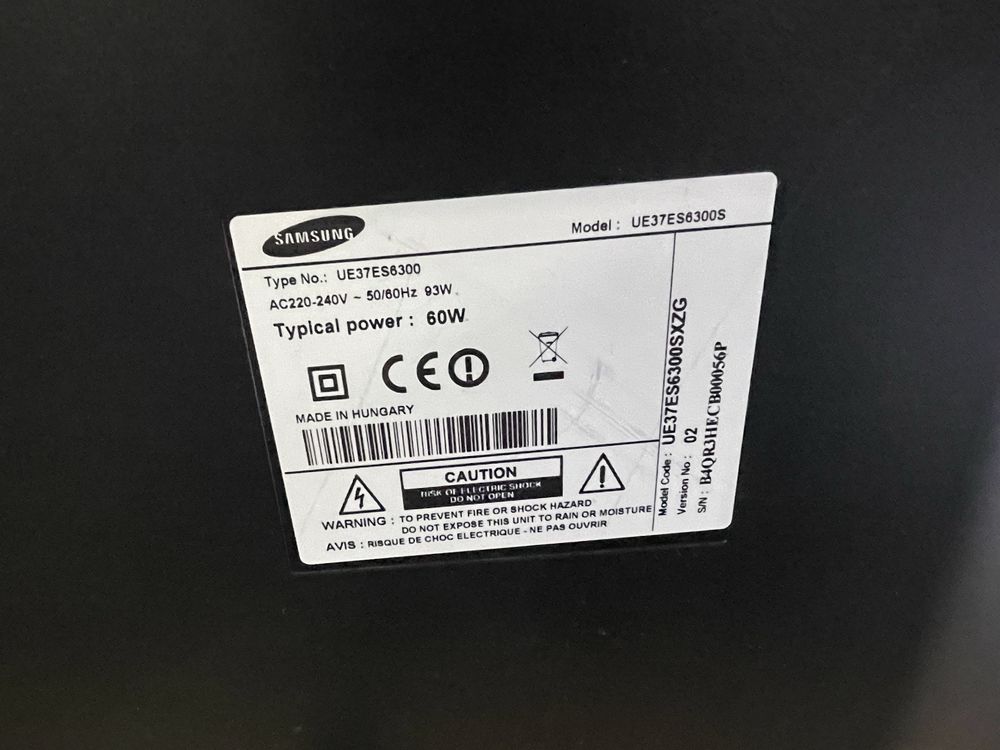 SAMSUNG
Model : UE37ES6300S
Type No.: UE37ES6300
AC220-240V ~ 50/60Hz 93W
Typical power : 60W
CE
MADE IN HUNGARY
CAUTION
RISK OF ELECTRIC SHOCK
DO NOT OPEN
WARNING : TO PREVENT FIRE OR SHOCK HAZARD
DO NOT EXPOSE THIS UNIT TO RAIN OR MOISTURE
AVIS : RISQUE DE CHOC ELECTRIQUE - NE PAS OUVRIR
Model Code : UE37ES6300SXZG
Version No : 02
S/N : B4QR3HECB00056P